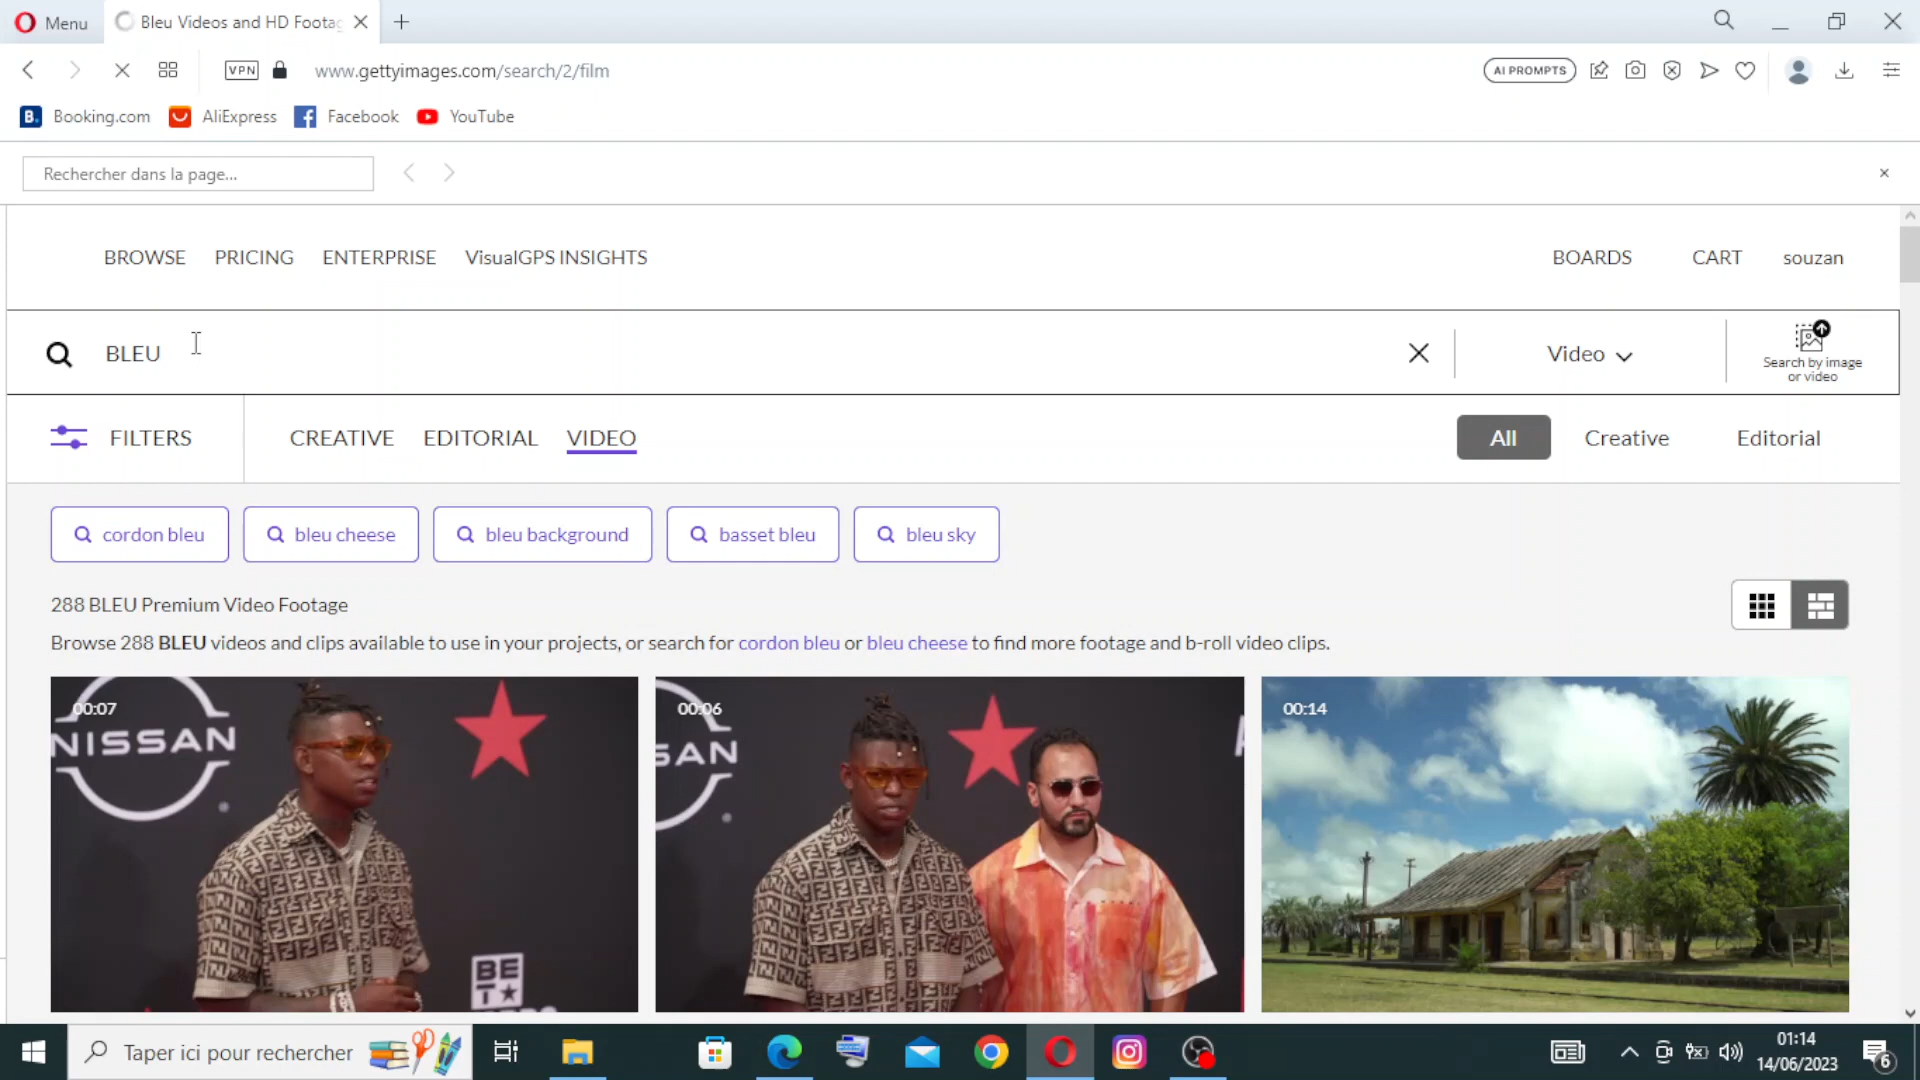 Menu
Bleu Videos and HD Foota
VPN
www.gettyimages.com/search/2/film
AI PROMPTS
B. Booking.com
AliExpress
Facebook
YouTube
Rechercher dans la page...
BROWSE
PRICING
ENTERPRISE
VisualGPS INSIGHTS
BOARDS
CART
souzan
BLEU
Video
Search by image
or video
FILTERS
CREATIVE
EDITORIAL
VIDEO
All
Creative
Editorial
cordon bleu
bleu cheese
bleu background
basset bleu
bleu sky
288 BLEU Premium Video Footage
Browse 288 BLEU videos and clips available to use in your projects, or search for cordon bleu or bleu cheese to find more footage and b-roll video clips.
00:07
NISSAN
BE
T
00:06
SAN
00:14
Taper ici pour rechercher
01:14
14/06/2023
6